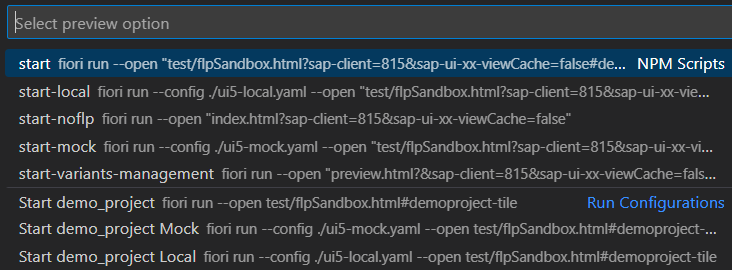 Select preview option
start fiori run --open "test/flpSandbox.html?sap-client=815&sap-ui-xx-viewCache=false#de... NPM Scripts
start-local fiori run --config ./ui5-local.yaml --open "test/flpSandbox.html?sap-client=815&sap-ui-xx-vie...
start-noflp fiori run --open "index.html?sap-client=815&sap-ui-xx-viewCache=false"
start-mock fiori run --config ./ui5-mock.yaml --open "test/flpSandbox.html?sap-client=815&sap-ui-xx-vi...
start-variants-management fiori run --open "preview.html?&sap-client=815&sap-ui-xx-viewCache=fals...
Start demo_project fiori run --open test/flpSandbox.html#demoproject-tile Run Configurations
Start demo_project Mock fiori run --config ./ui5-mock.yaml --open test/flpSandbox.html#demoproject-...
Start demo_project Local fiori run --config ./ui5-local.yaml --open test/flpSandbox.html#demoproject-tile